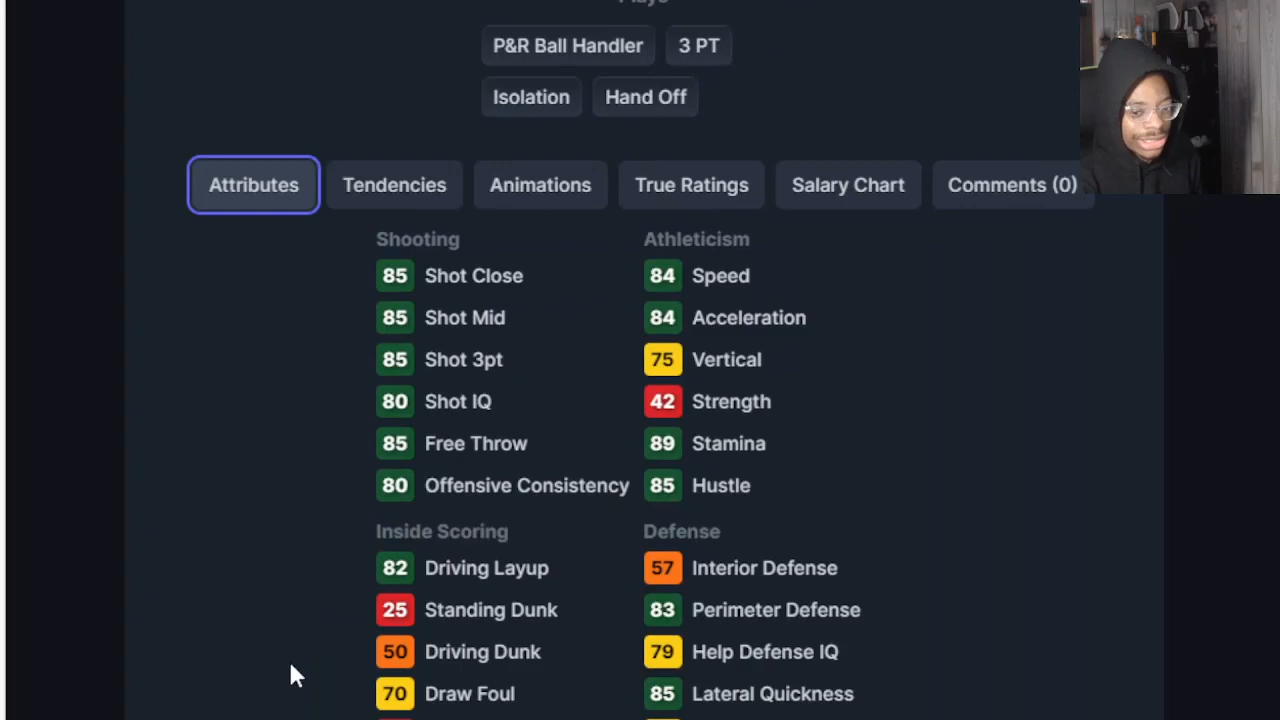 Plays
P&R Ball Handler
3 PT
Isolation
Hand Off
Attributes
Tendencies
Animations
True Ratings
Salary Chart
Comments (0)
Shooting
85 Shot Close
85 Shot Mid
85 Shot 3pt
80 Shot IQ
85 Free Throw
80 Offensive Consistency
Inside Scoring
82 Driving Layup
25 Standing Dunk
50 Driving Dunk
70 Draw Foul
Athleticism
84 Speed
84 Acceleration
75 Vertical
42 Strength
89 Stamina
85 Hustle
Defense
57 Interior Defense
83 Perimeter Defense
79 Help Defense IQ
85 Lateral Quickness